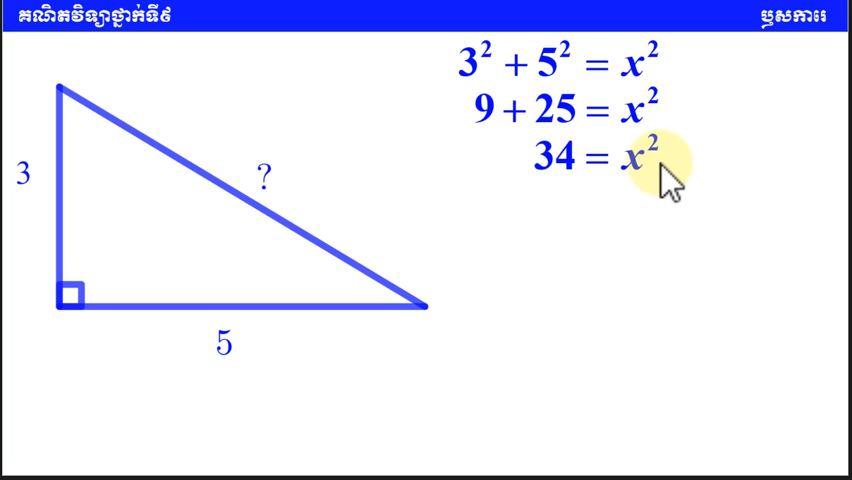 គណិតវិទ្យាថ្នាក់ទី៩
ឫសការេ
3² + 5² = x²
9 + 25 = x²
34 = x²
3
?
5